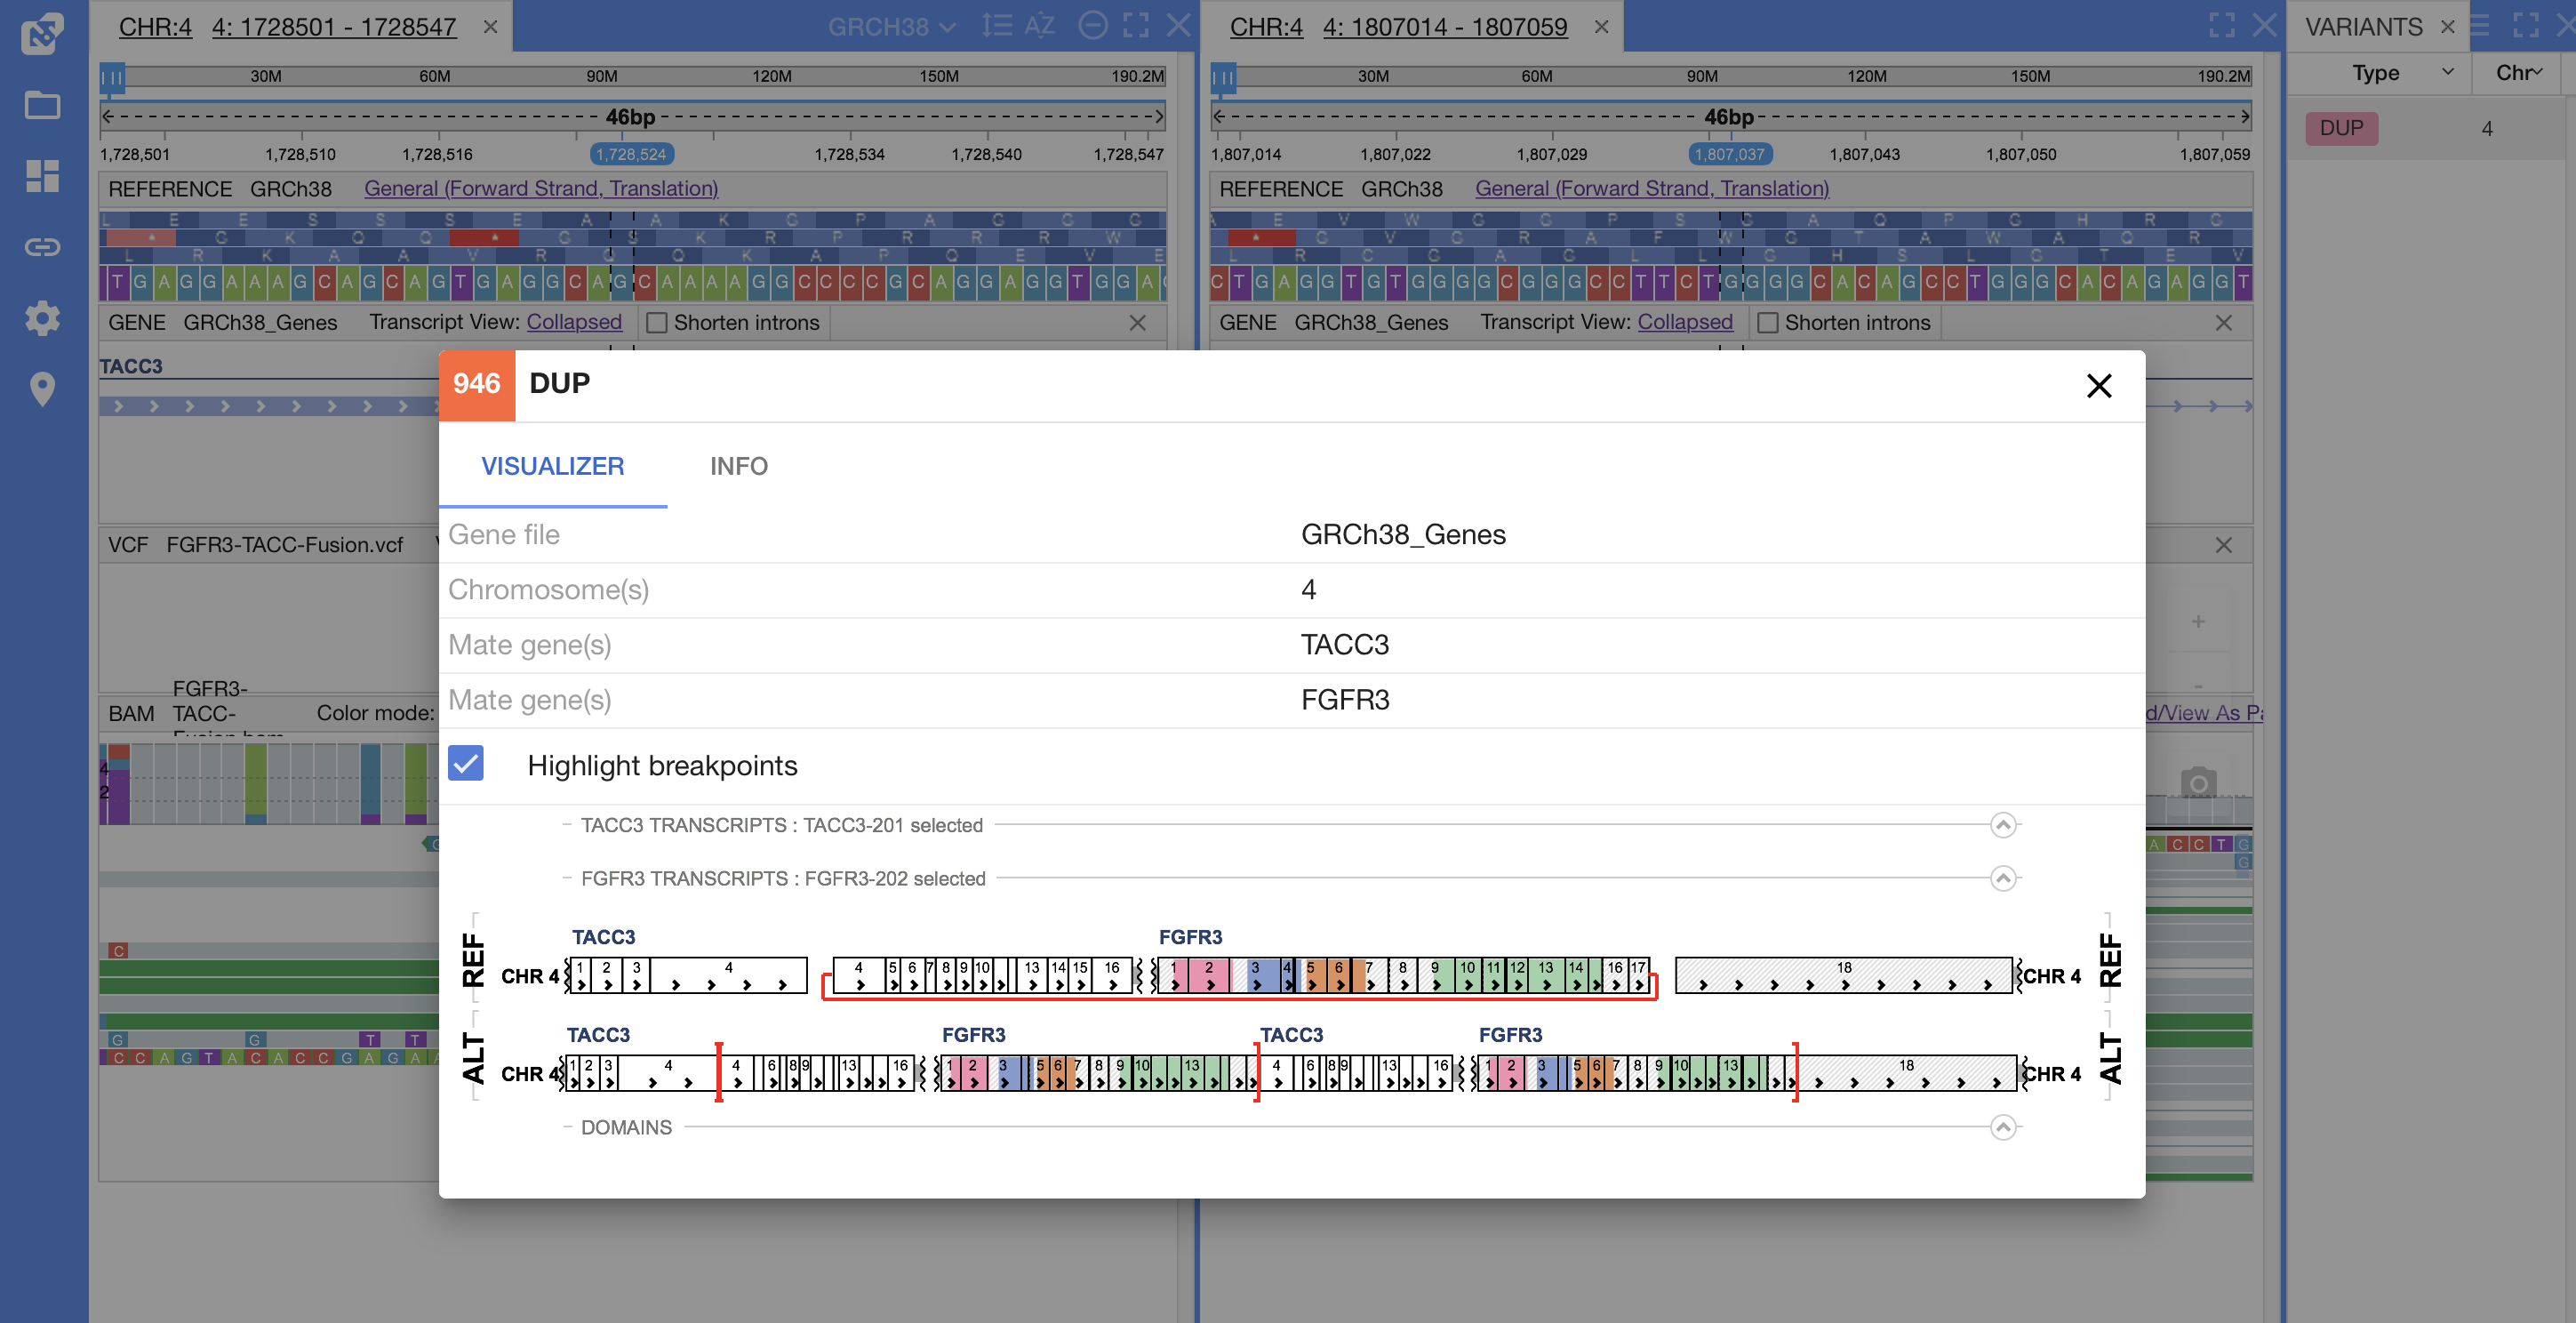 CHR:4 4: 1728501 - 1728547 GRCH38 AZ
CHR:4 4: 1807014 - 1807059
VARIANTS
30M 60M 90M 120M 150M 190.2M
30M 60M 90M 120M 150M 190.2M
Type Chr
46bp
46bp
DUP 4
1,728,501 1,728,510 1,728,516 1,728,524 1,728,534 1,728,540 1,728,547
1,807,014 1,807,022 1,807,029 1,807,037 1,807,043 1,807,050 1,807,059
REFERENCE GRCh38 General (Forward Strand, Translation)
REFERENCE GRCh38 General (Forward Strand, Translation)
T G A G G A A A G C A G C A G T G A G G C A G C A A A A G G C C C C G C A G G A G G T G G A
C T G A G G T G T G G G G C G G G C C T T C T G G G G C A C A G C C T G G G C A C A G A G G T
GENE GRCh38_Genes Transcript View: Collapsed Shorten introns
GENE GRCh38_Genes Transcript View: Collapsed Shorten introns
TACC3
946 DUP
VISUALIZER INFO
VCF FGFR3-TACC-Fusion.vcf
Gene file GRCh38_Genes
Chromosome(s) 4
Mate gene(s) TACC3
Mate gene(s) FGFR3
BAM FGFR3-
TACC-
Color mode:
d/View As Pa
4
2
Highlight breakpoints
TACC3 TRANSCRIPTS : TACC3-201 selected
A C C T G
G
FGFR3 TRANSCRIPTS : FGFR3-202 selected
C
REF
TACC3 FGFR3
REF
CHR 4 1 2 3 4 4 5 6 7 8 9 10 13 14 15 16 1 2 3 4 5 6 7 8 9 10 11 12 13 14 16 17 18 CHR 4
ALT
TACC3 FGFR3 TACC3 FGFR3
ALT
CHR 4 1 2 3 4 4 6 8 9 13 16 1 2 3 5 6 7 8 9 10 13 4 6 8 9 13 16 1 2 3 5 6 7 8 9 10 13 18 CHR 4
G G T T
C C A G T A C A C C G A G A
DOMAINS